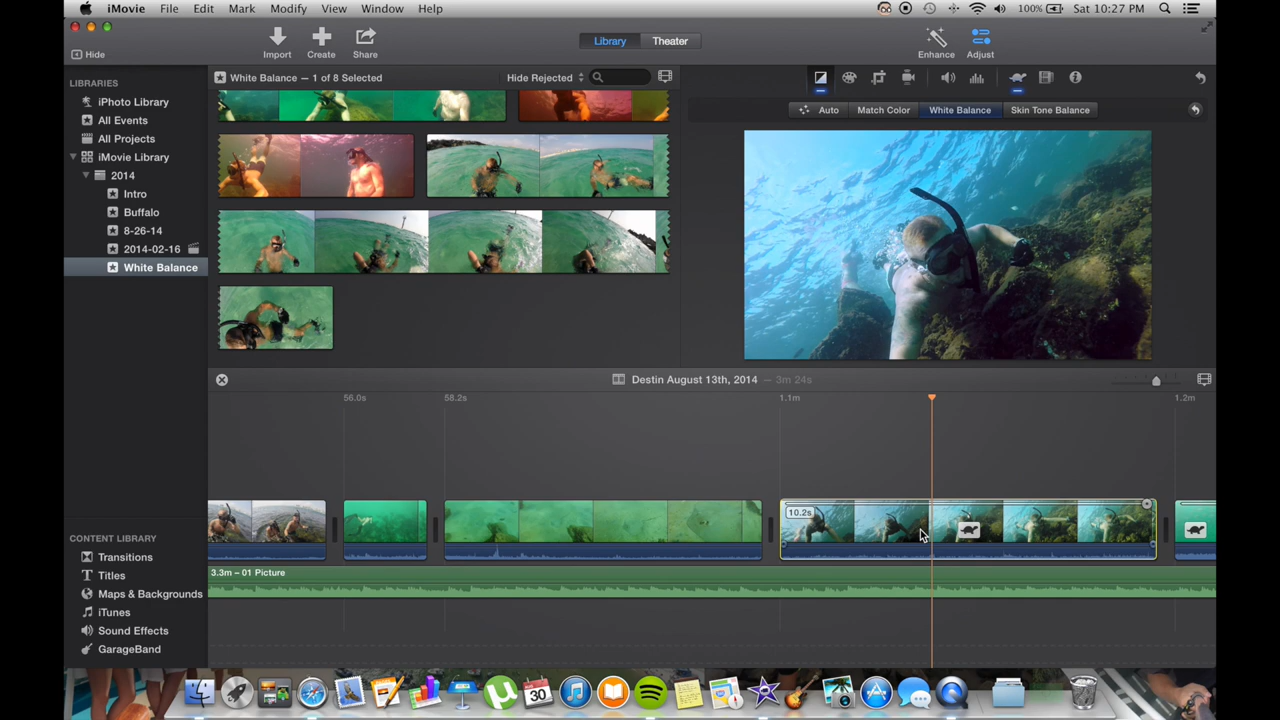 iMovie File Edit Mark Modify View Window Help 100% Sat 10:27 PM
Hide Import Create Share Library Theater Enhance Adjust
LIBRARIES
iPhoto Library
All Events
All Projects
iMovie Library
2014
Intro
Buffalo
8-26-14
2014-02-16
White Balance
White Balance — 1 of 8 Selected Hide Rejected
Auto Match Color White Balance Skin Tone Balance
Destin August 13th, 2014 — 3m 24s
56.0s 58.2s 1.1m 1.2m
10.2s
3.3m – 01 Picture
CONTENT LIBRARY
Transitions
Titles
Maps & Backgrounds
iTunes
Sound Effects
GarageBand
30